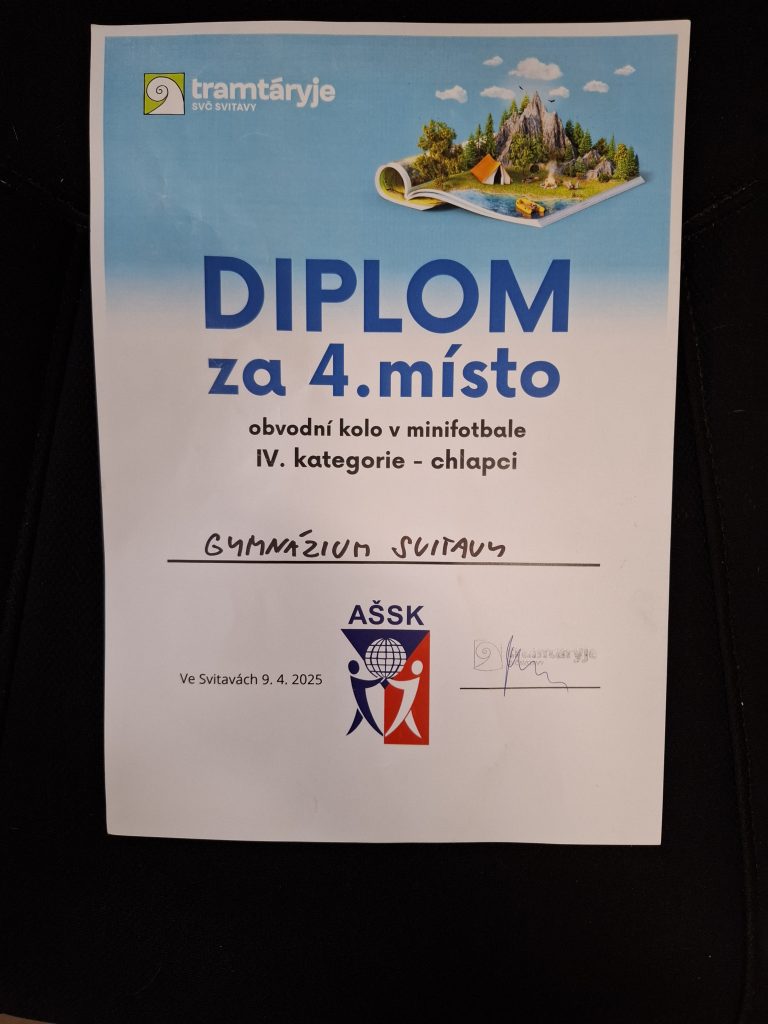 tramtáryje
SVČ SVITAVY
DIPLOM
za 4.místo
obvodní kolo v minifotbale
IV. kategorie - chlapci
GYMNÁZIUM SVITAVY
AŠSK
Ve Svitavách 9. 4. 2025
tramtáryje